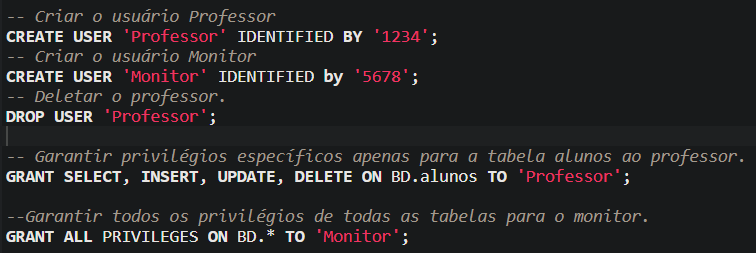 -- Criar o usuário Professor
CREATE USER 'Professor' IDENTIFIED BY '1234';
-- Criar o usuário Monitor
CREATE USER 'Monitor' IDENTIFIED by '5678';
-- Deletar o professor.
DROP USER 'Professor';
-- Garantir privilégios específicos apenas para a tabela alunos ao professor.
GRANT SELECT, INSERT, UPDATE, DELETE ON BD.alunos TO 'Professor';
--Garantir todos os privilégios de todas as tabelas para o monitor.
GRANT ALL PRIVILEGES ON BD.* TO 'Monitor';